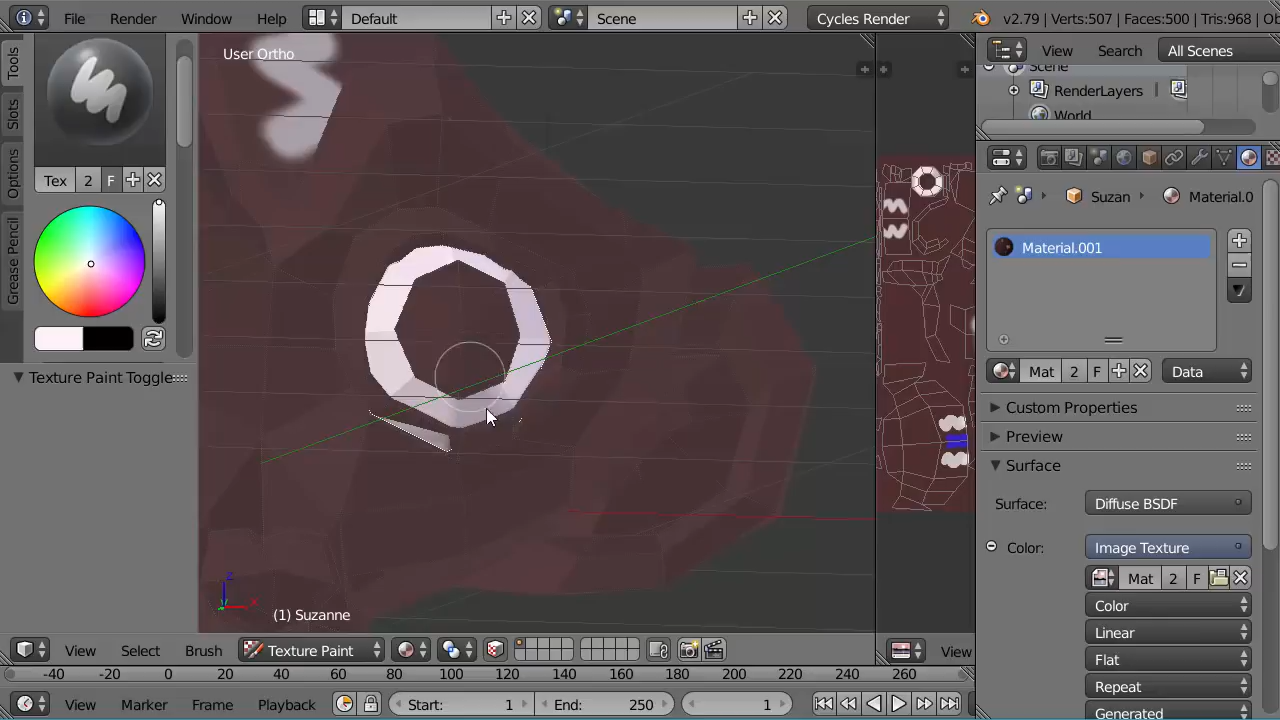 File Render Window Help Default Scene Cycles Render v2.79 | Verts:507 | Faces:500 | Tris:968 | Ob
User Ortho
View Search All Scenes
Scene
RenderLayers
World
Tools
Slots
Options
Grease Pencil
Tex 2 F
Suzan Material.0
Material.001
Mat 2 F Data
Texture Paint Toggle
Custom Properties
Preview
Surface
Surface: Diffuse BSDF
Color: Image Texture
Mat 2 F
Color
Linear
Flat
Repeat
Generated
z
x
(1) Suzanne
View Select Brush Texture Paint View
-40 -20 0 20 40 60 80 100 120 140 160 180 200 220 240 260
View Marker Frame Playback Start: 1 End: 250 1